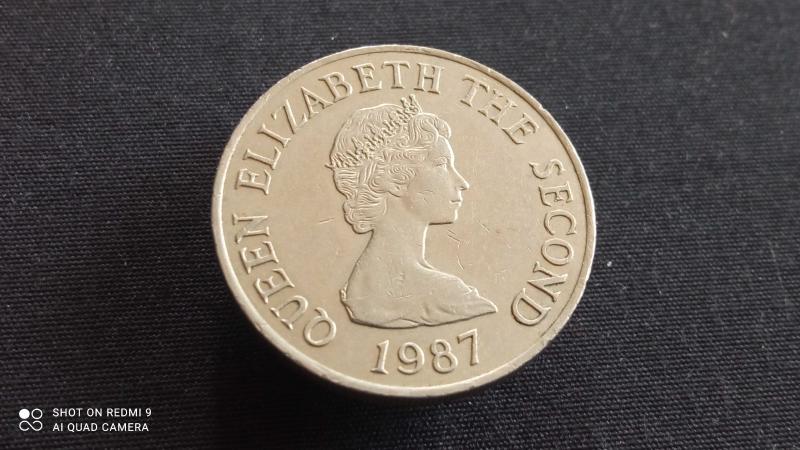 QUEEN ELIZABETH THE SECOND
1987
SHOT ON REDMI 9
AI QUAD CAMERA